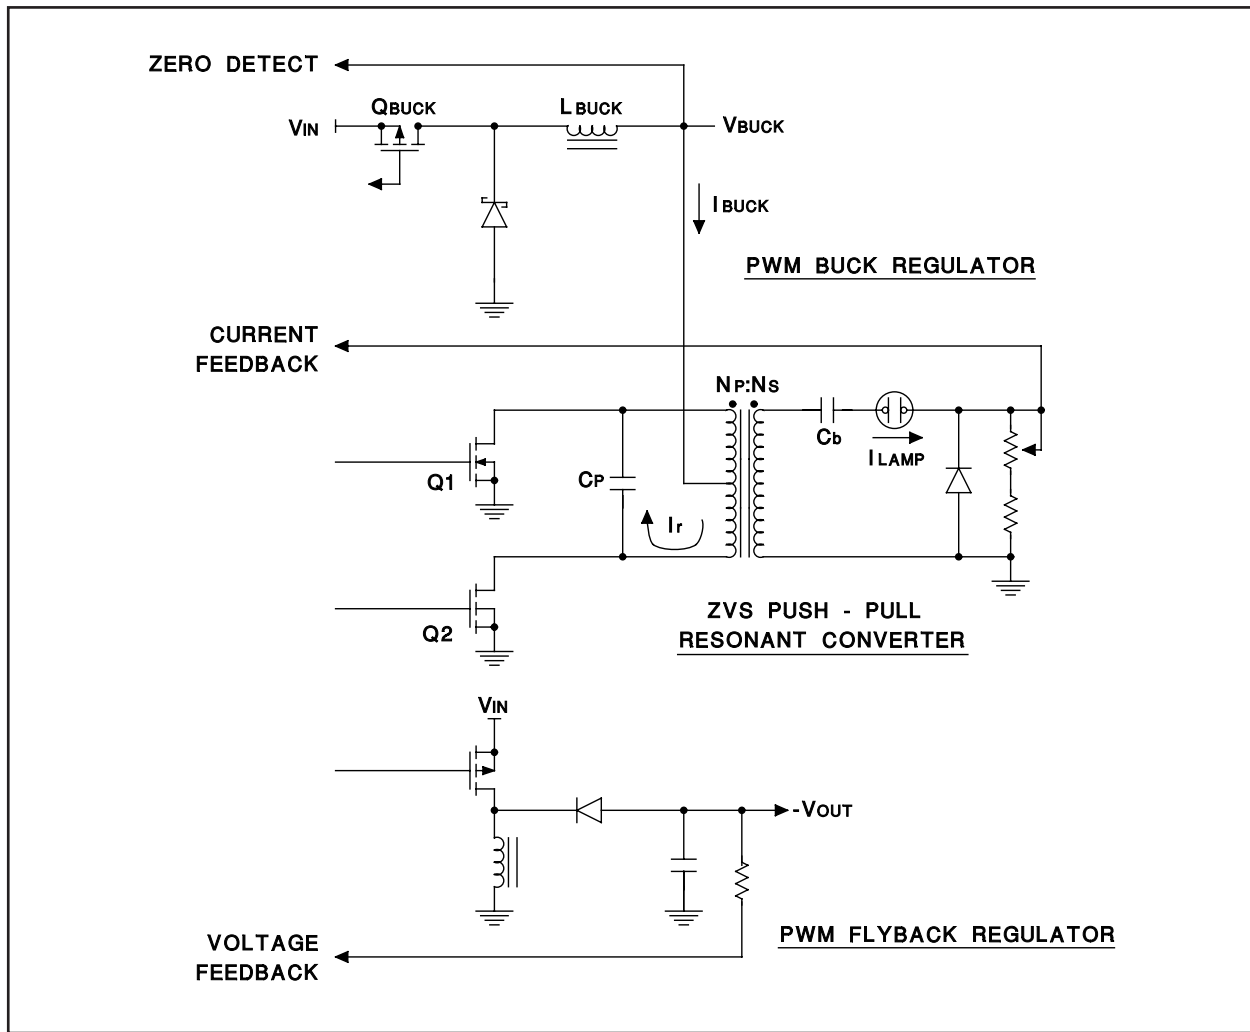 ZERO DETECT
QBUCK
LBUCK
VIN
VBUCK
IBUCK
PWM BUCK REGULATOR
CURRENT
FEEDBACK
NP:NS
Cb
ILAMP
Q1
CP
Ir
Q2
ZVS PUSH - PULL
RESONANT CONVERTER
VIN
-VOUT
VOLTAGE
FEEDBACK
PWM FLYBACK REGULATOR